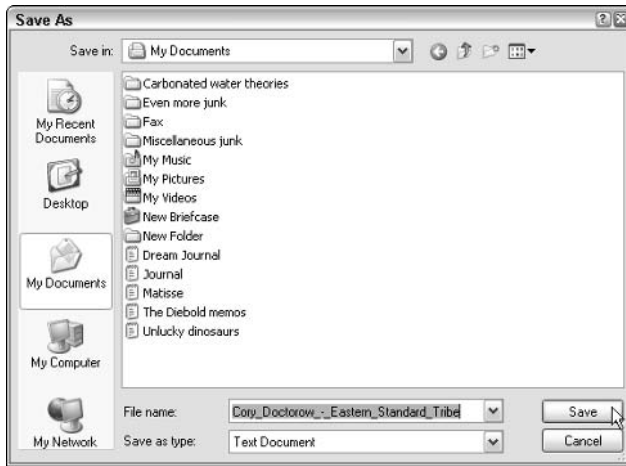 Save As
Save in: My Documents
My Recent
Documents
Desktop
My Documents
My Computer
My Network
Carbonated water theories
Even more junk
Fax
Miscellaneous junk
My Music
My Pictures
My Videos
New Briefcase
New Folder
Dream Journal
Journal
Matisse
The Diebold memos
Unlucky dinosaurs
File name: Cory_Doctorow_-_Eastern_Standard_Tribe Save
Save as type: Text Document Cancel